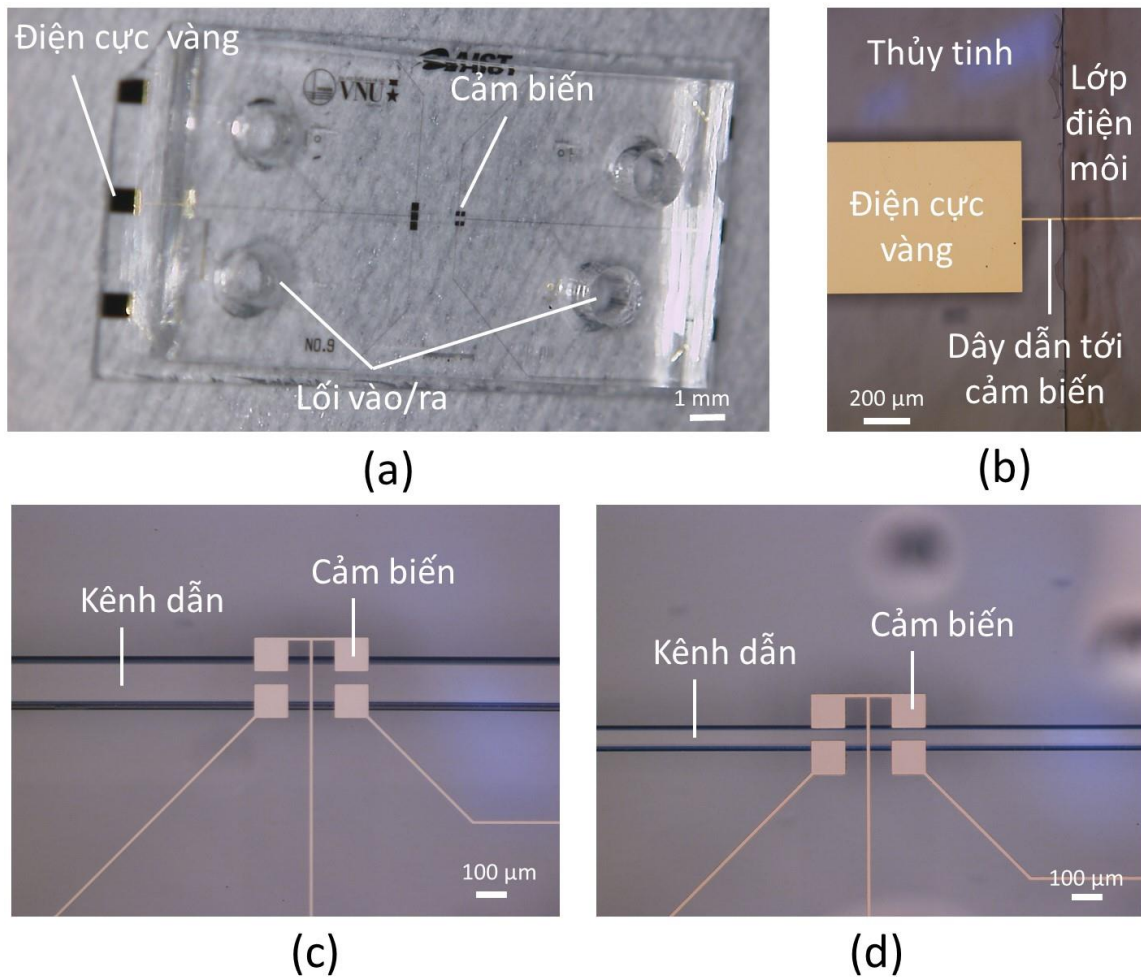 Điện cực vàng
AIST
VNU
Cảm biến
NO.9
Lối vào/ra
1 mm
(a)
Thủy tinh
Lớp
điện
môi
Điện cực
vàng
Dây dẫn tới
cảm biến
200 µm
(b)
Cảm biến
Kênh dẫn
100 µm
(c)
Cảm biến
Kênh dẫn
100 µm
(d)